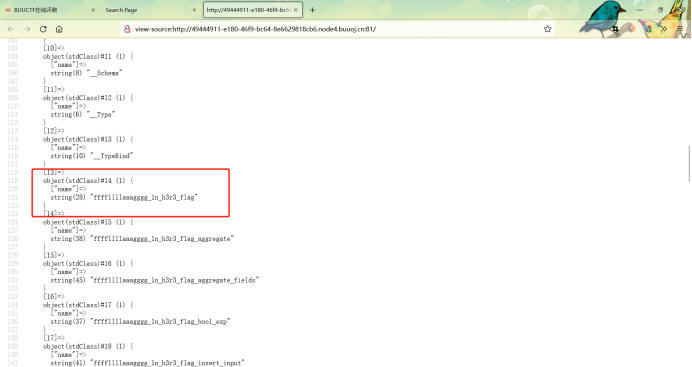 BUUCTF在线评测
Search Page
http://49444911-e180-46f9-bc64
view-source:http://49444911-e180-46f9-bc64-8e6629818cb6.node4.buuoj.cn:81/
102 }
103 [10]=>
104 object(stdClass)#11 (1) {
105 ["name"]=>
106 string(8) "__Schema"
107 }
108 [11]=>
109 object(stdClass)#12 (1) {
110 ["name"]=>
111 string(6) "__Type"
112 }
113 [12]=>
114 object(stdClass)#13 (1) {
115 ["name"]=>
116 string(10) "__TypeKind"
117 }
118 [13]=>
119 object(stdClass)#14 (1) {
120 ["name"]=>
121 string(28) "ffffllllaaagggg_1n_h3r3_flag"
122 }
123 [14]=>
124 object(stdClass)#15 (1) {
125 ["name"]=>
126 string(38) "ffffllllaaagggg_1n_h3r3_flag_aggregate"
127 }
128 [15]=>
129 object(stdClass)#16 (1) {
130 ["name"]=>
131 string(45) "ffffllllaaagggg_1n_h3r3_flag_aggregate_fields"
132 }
133 [16]=>
134 object(stdClass)#17 (1) {
135 ["name"]=>
136 string(37) "ffffllllaaagggg_1n_h3r3_flag_bool_exp"
137 }
138 [17]=>
139 object(stdClass)#18 (1) {
140 ["name"]=>
141 string(41) "ffffllllaaagggg_1n_h3r3_flag_insert_input"